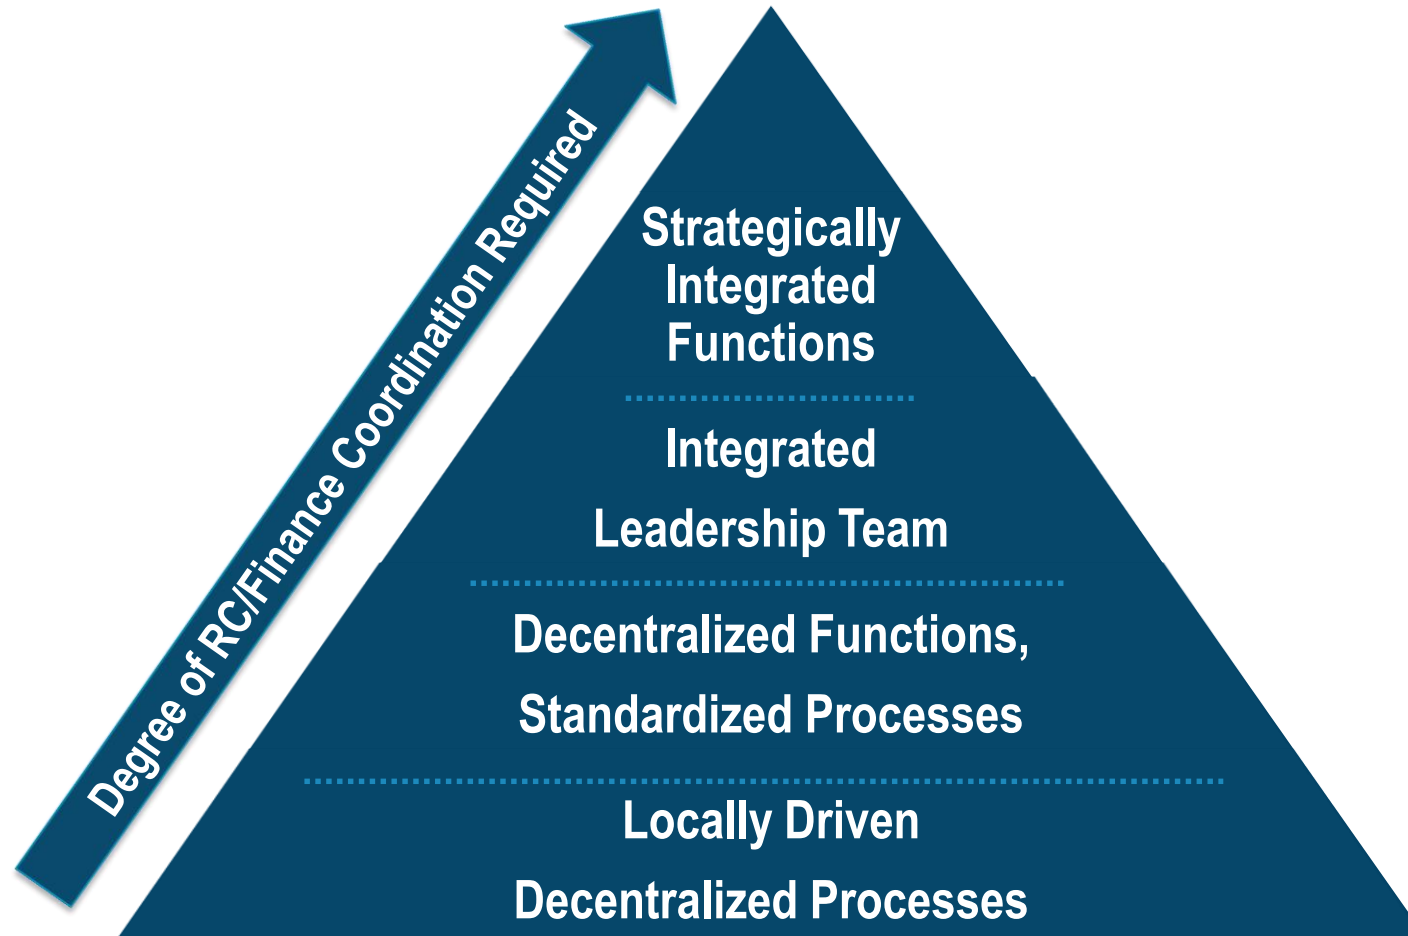 Degree of RC/Finance Coordination Required
Strategically
Integrated
Functions
Integrated
Leadership Team
Decentralized Functions,
Standardized Processes
Locally Driven
Decentralized Processes